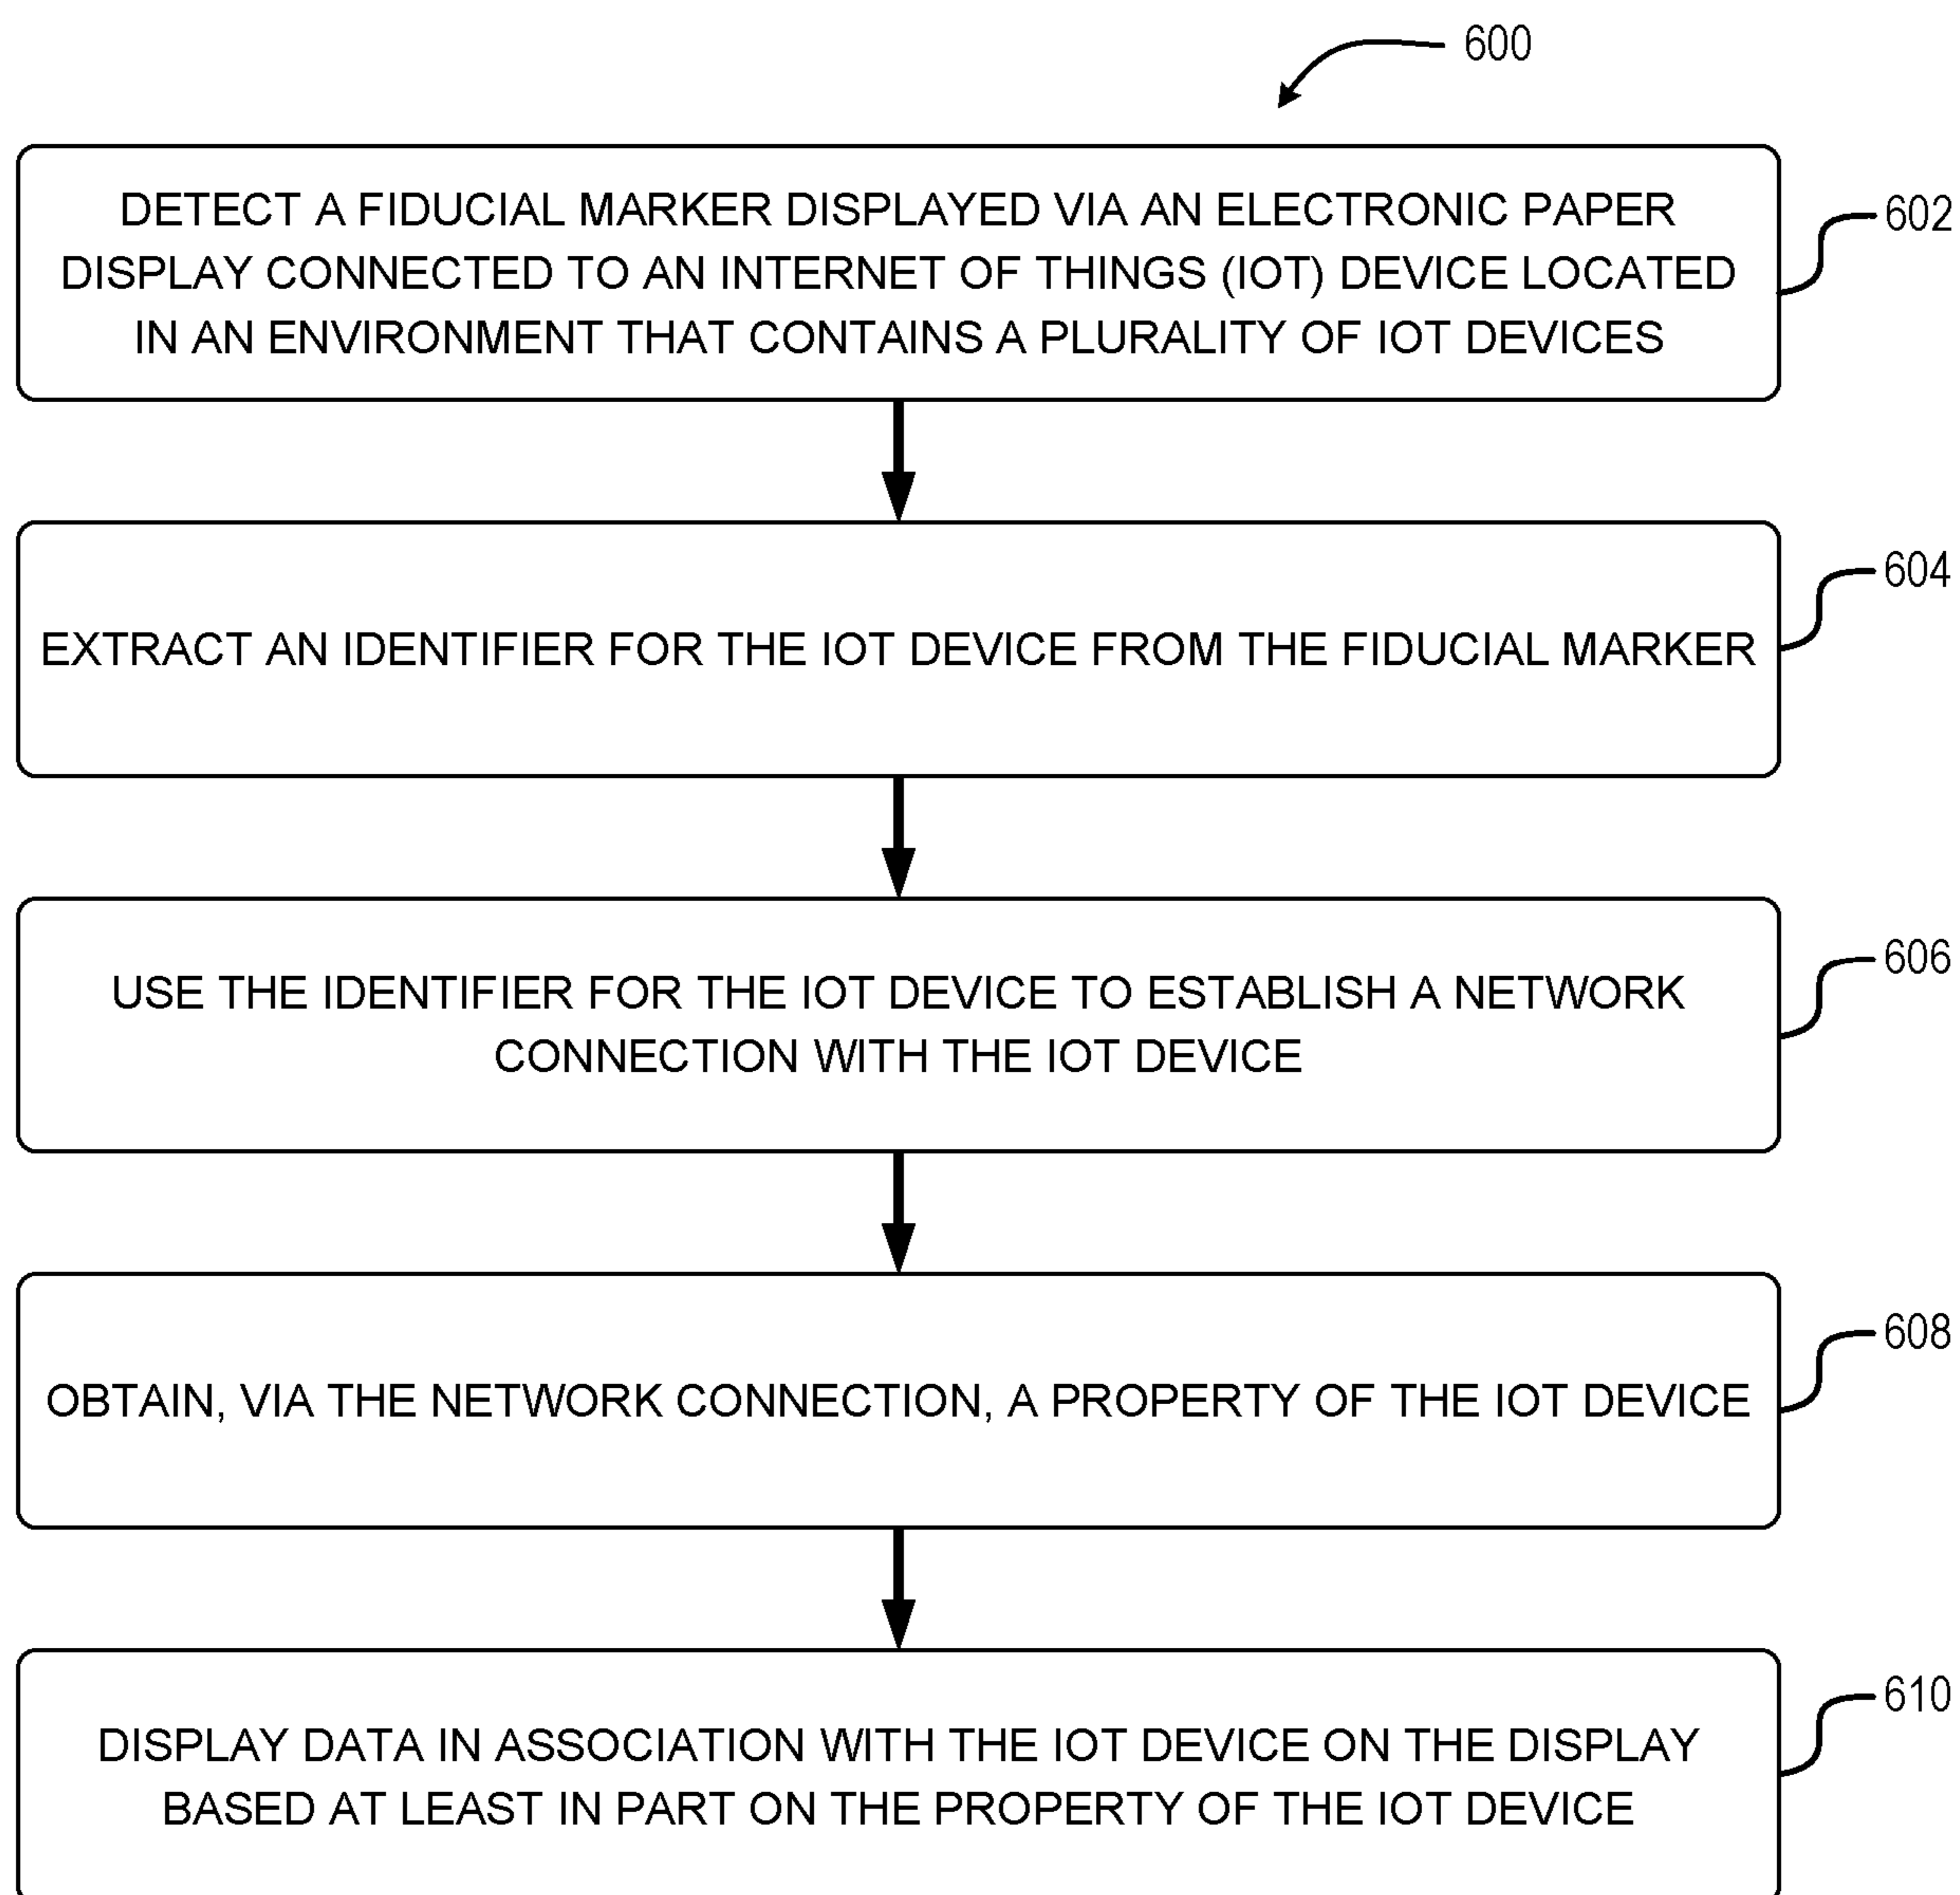 600
DETECT A FIDUCIAL MARKER DISPLAYED VIA AN ELECTRONIC PAPER
DISPLAY CONNECTED TO AN INTERNET OF THINGS (IOT) DEVICE LOCATED
IN AN ENVIRONMENT THAT CONTAINS A PLURALITY OF IOT DEVICES
602
EXTRACT AN IDENTIFIER FOR THE IOT DEVICE FROM THE FIDUCIAL MARKER
604
USE THE IDENTIFIER FOR THE IOT DEVICE TO ESTABLISH A NETWORK
CONNECTION WITH THE IOT DEVICE
606
OBTAIN, VIA THE NETWORK CONNECTION, A PROPERTY OF THE IOT DEVICE
608
DISPLAY DATA IN ASSOCIATION WITH THE IOT DEVICE ON THE DISPLAY
BASED AT LEAST IN PART ON THE PROPERTY OF THE IOT DEVICE
610